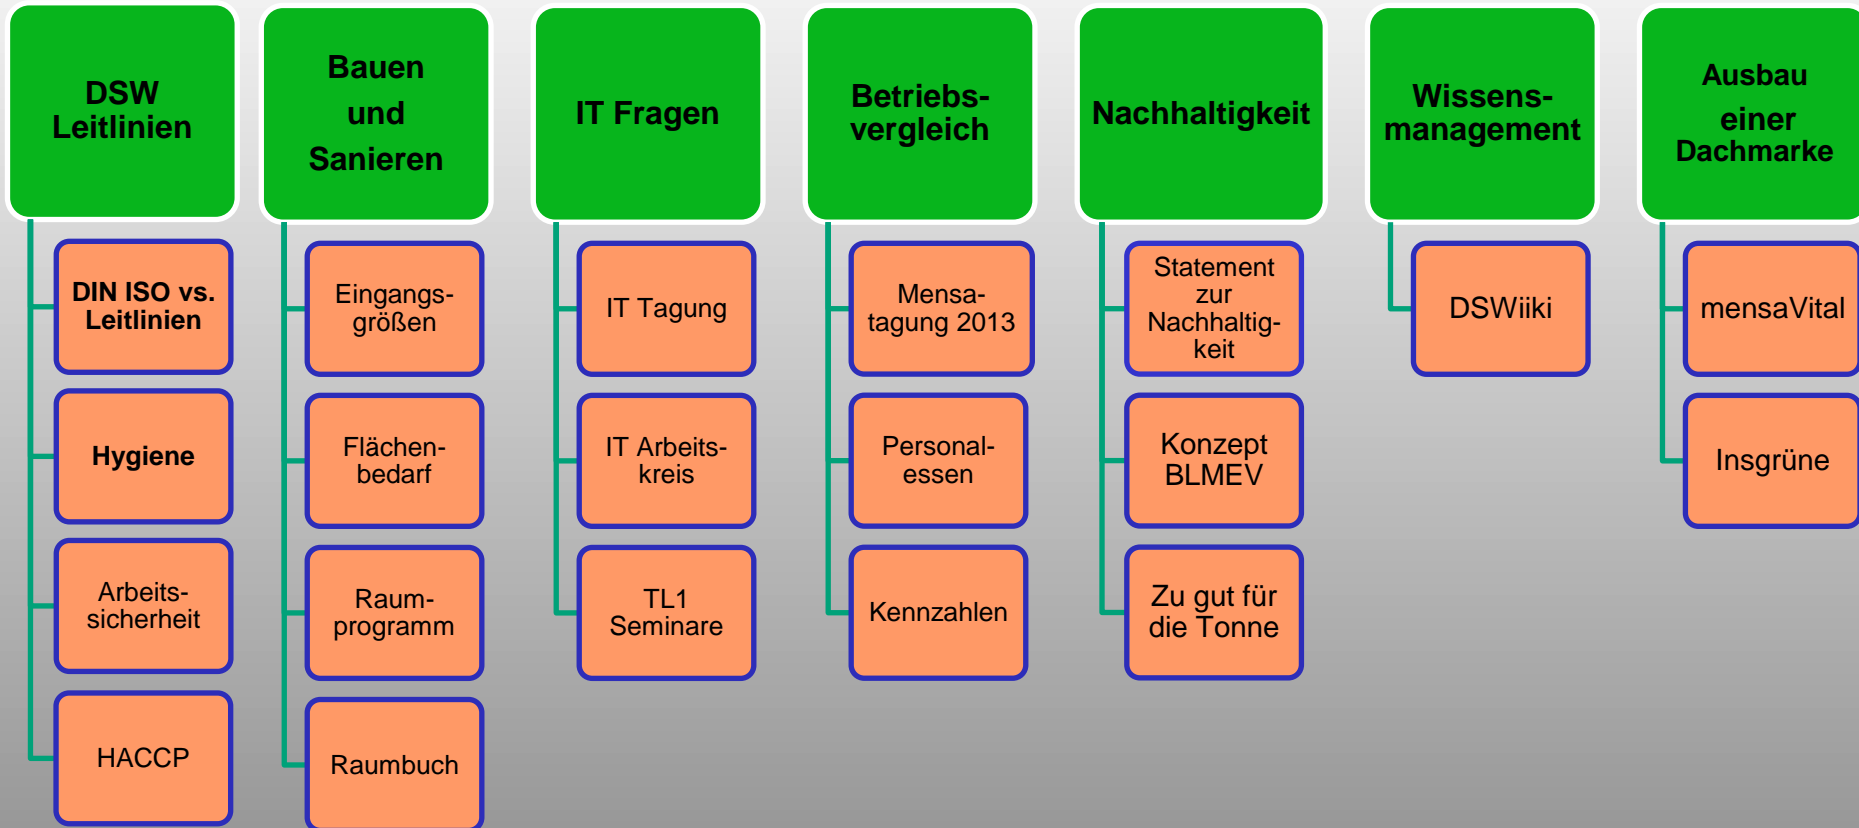 DSW
Leitlinien
DIN ISO vs.
Leitlinien
Hygiene
Arbeits-
sicherheit
HACCP
Bauen
und
Sanieren
Eingangs-
größen
Flächen-
bedarf
Raum-
programm
Raumbuch
IT Fragen
IT Tagung
IT Arbeits-
kreis
TL1
Seminare
Betriebs-
vergleich
Mensa-
tagung 2013
Personal-
essen
Kennzahlen
Nachhaltigkeit
Statement
zur
Nachhaltig-
keit
Konzept
BLMEV
Zu gut für
die Tonne
Wissens-
management
DSWiiki
Ausbau
einer
Dachmarke
mensaVital
Insgrüne